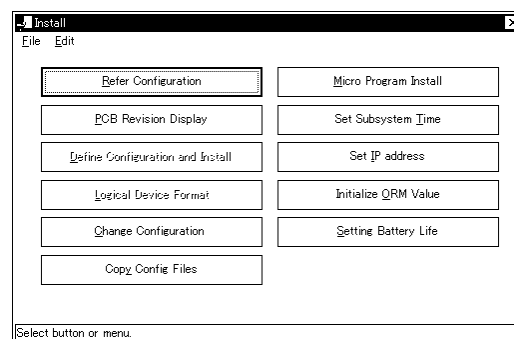 Install
File Edit
Refer Configuration
Micro Program Install
PCB Revision Display
Set Subsystem Time
Define Configuration and Install
Set IP address
Logical Device Format
Initialize ORM Value
Change Configuration
Setting Battery Life
Copy Config Files
Select button or menu.